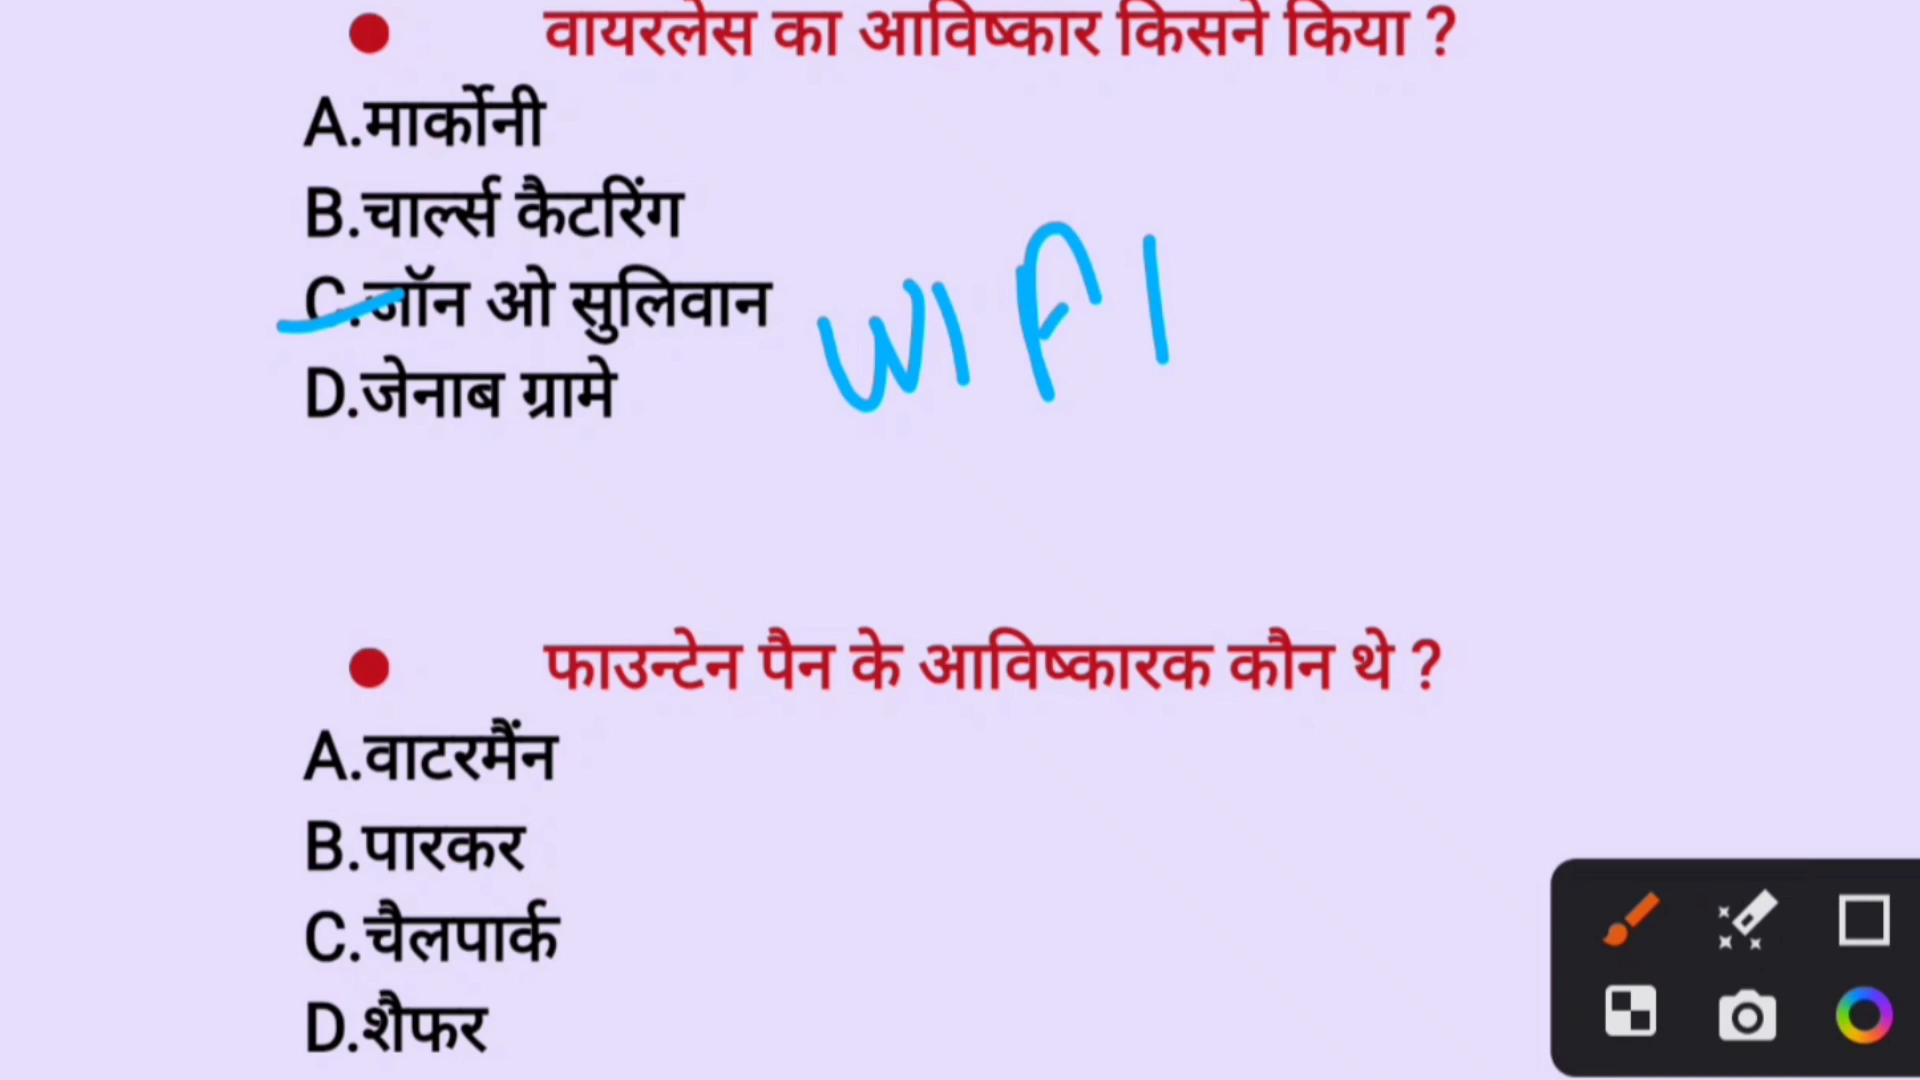 वायरलेस का आविष्कार किसने किया ?
A.मार्कोनी
B.चार्ल्स कैटरिंग
C.जॉन ओ सुलिवान
WIFI
D.जेनाब ग्रामे
फाउन्टेन पैन के आविष्कारक कौन थे ?
A.वाटरमैंन
B.पारकर
C.चैलपार्क
D.शैफर